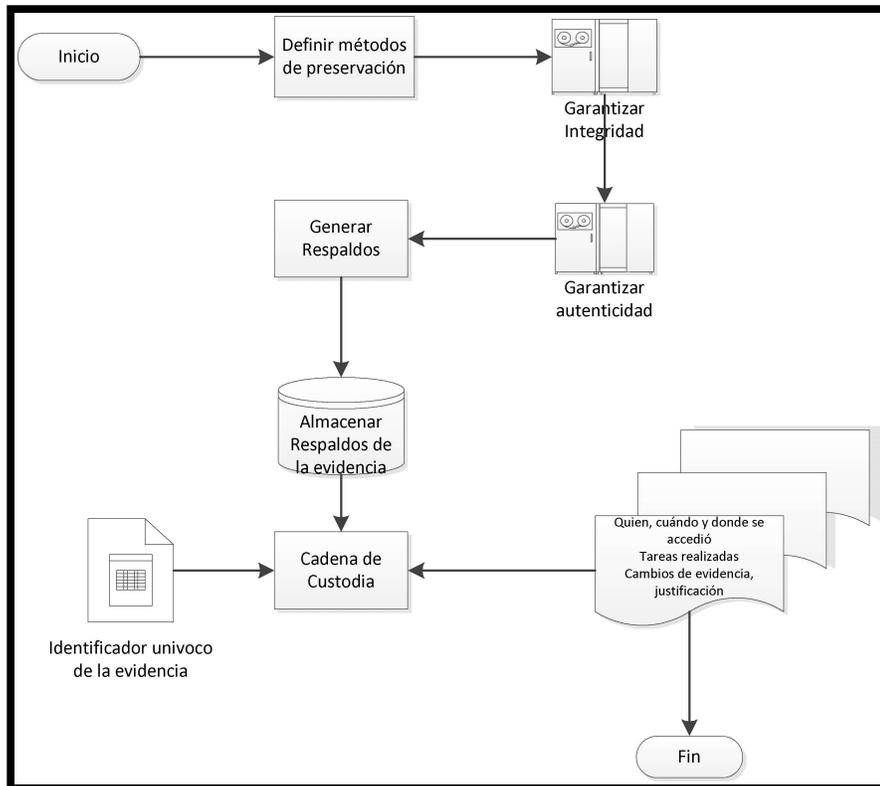 Inicio
Definir métodos
de preservación
Garantizar
Integridad
Generar
Respaldos
Garantizar
autenticidad
Almacenar
Respaldos de
la evidencia
Quien, cuándo y donde se
accedió
Tareas realizadas
Cambios de evidencia,
justificación
Cadena de
Custodia
Identificador univoco
de la evidencia
Fin